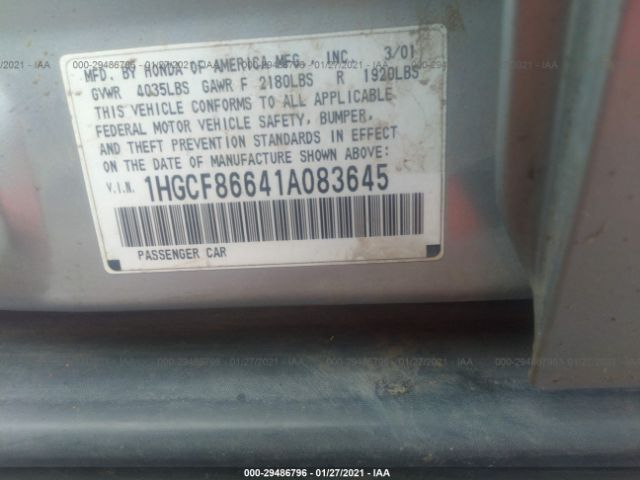 MFD. BY HONDA OF AMERICA MFG., INC. 3/01
GVWR 4035LBS GAWR F 2180LBS R 1920LBS
THIS VEHICLE CONFORMS TO ALL APPLICABLE
FEDERAL MOTOR VEHICLE SAFETY, BUMPER,
AND THEFT PREVENTION STANDARDS IN EFFECT
ON THE DATE OF MANUFACTURE SHOWN ABOVE:
V.I.N. 1HGCF86641A083645
PASSENGER CAR
000-29486796 - 01/27/2021 - IAA